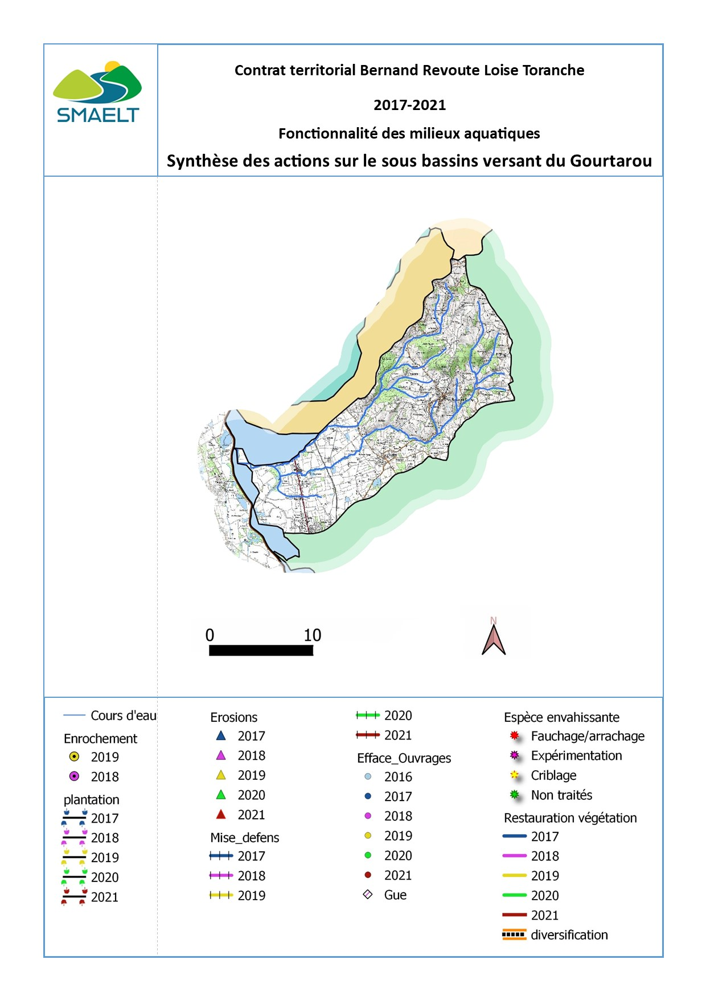 SMAELT
Contrat territorial Bernand Revoute Loise Toranche
2017-2021
Fonctionnalité des milieux aquatiques
Synthèse des actions sur le sous bassins versant du Gourtarou
0 10
N
Cours d'eau
Enrochement
2019
2018
plantation
2017
2018
2019
2020
2021
Erosions
2017
2018
2019
2020
2021
Mise_defens
2017
2018
2019
2020
2021
Efface_Ouvrages
2016
2017
2018
2019
2020
2021
Gue
Espèce envahissante
Fauchage/arrachage
Expérimentation
Criblage
Non traités
Restauration végétation
2017
2018
2019
2020
2021
diversification